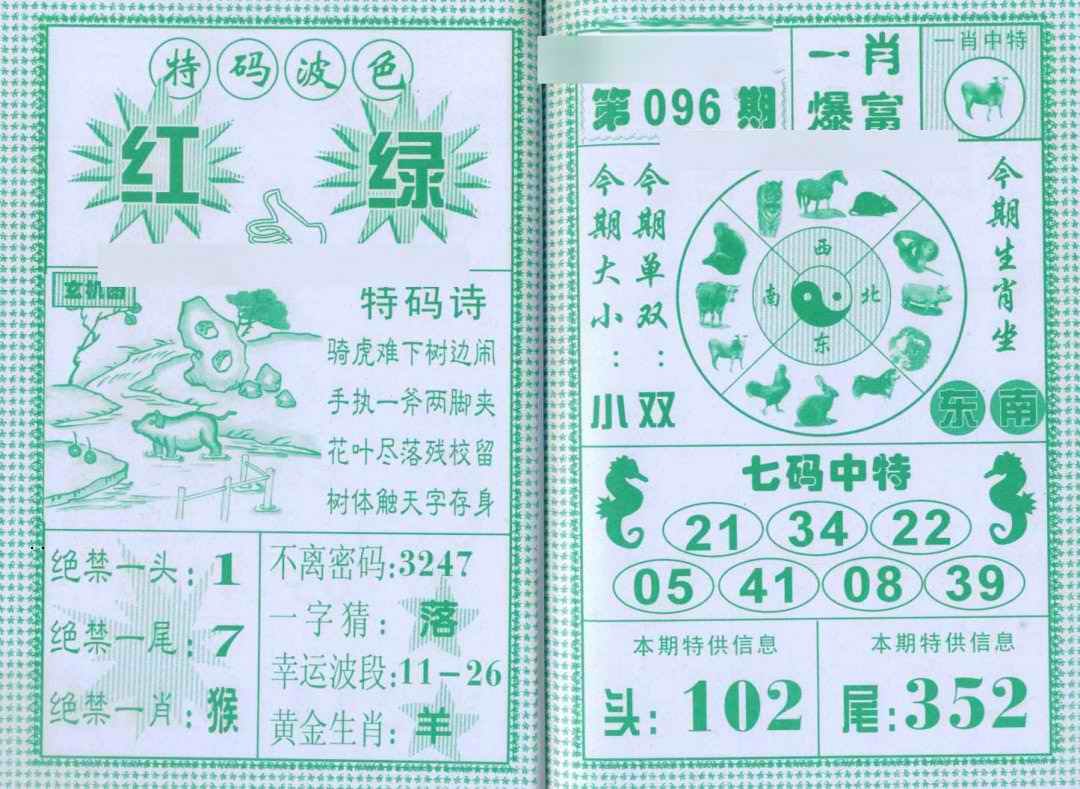 特码波色
红 绿
玄机图
特码诗
骑虎难下树边闹
手执一斧两脚夹
花叶尽落残校留
树体触天字存身
绝禁一头：1
绝禁一尾：7
绝禁一肖：猴
不离密码:3247
一字猜：落
幸运波段:11-26
黄金生肖：羊
第096期
一肖
爆富
一肖中特
今期大小：小
今期单双：双
西
南 北
东
今期生肖坐
东南
七码中特
21 34 22
05 41 08 39
本期特供信息
头：102
本期特供信息
尾:352